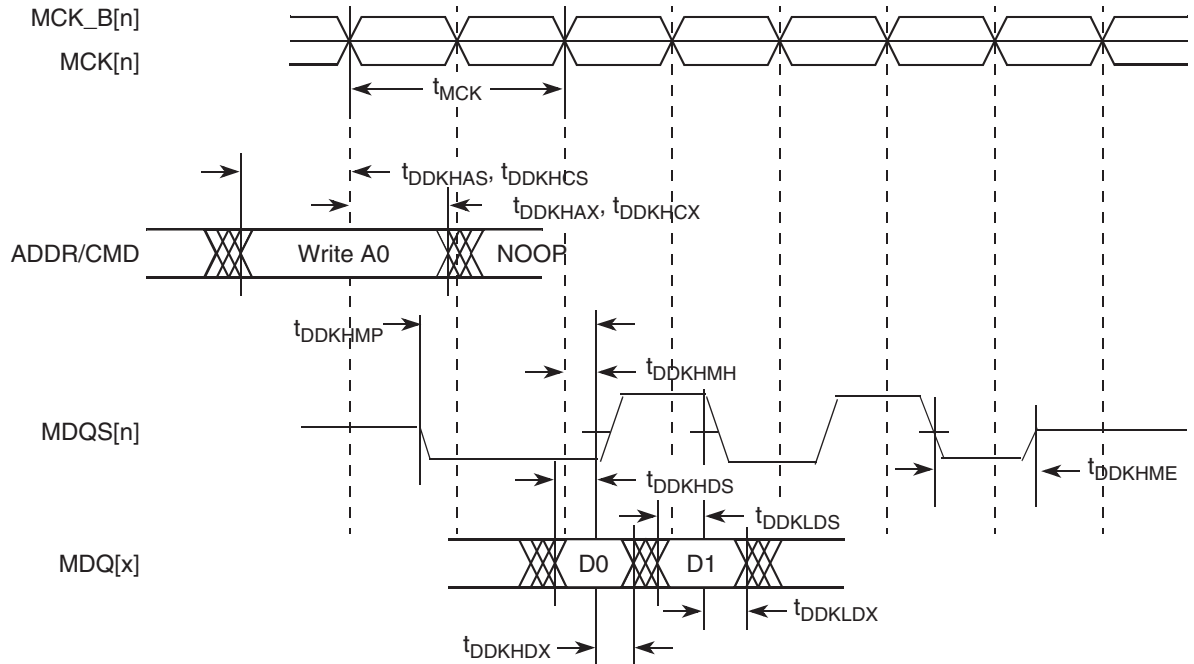 MCK_B[n]
MCK[n]
tMCK
tDDKHAS, tDDKHCS
tDDKHAX, tDDKHCX
ADDR/CMD
Write A0
NOOP
tDDKHMP
tDDKHMH
MDQS[n]
tDDKHDS
tDDKHME
tDDKLDS
MDQ[x]
D0
D1
tDDKLDX
tDDKHDX